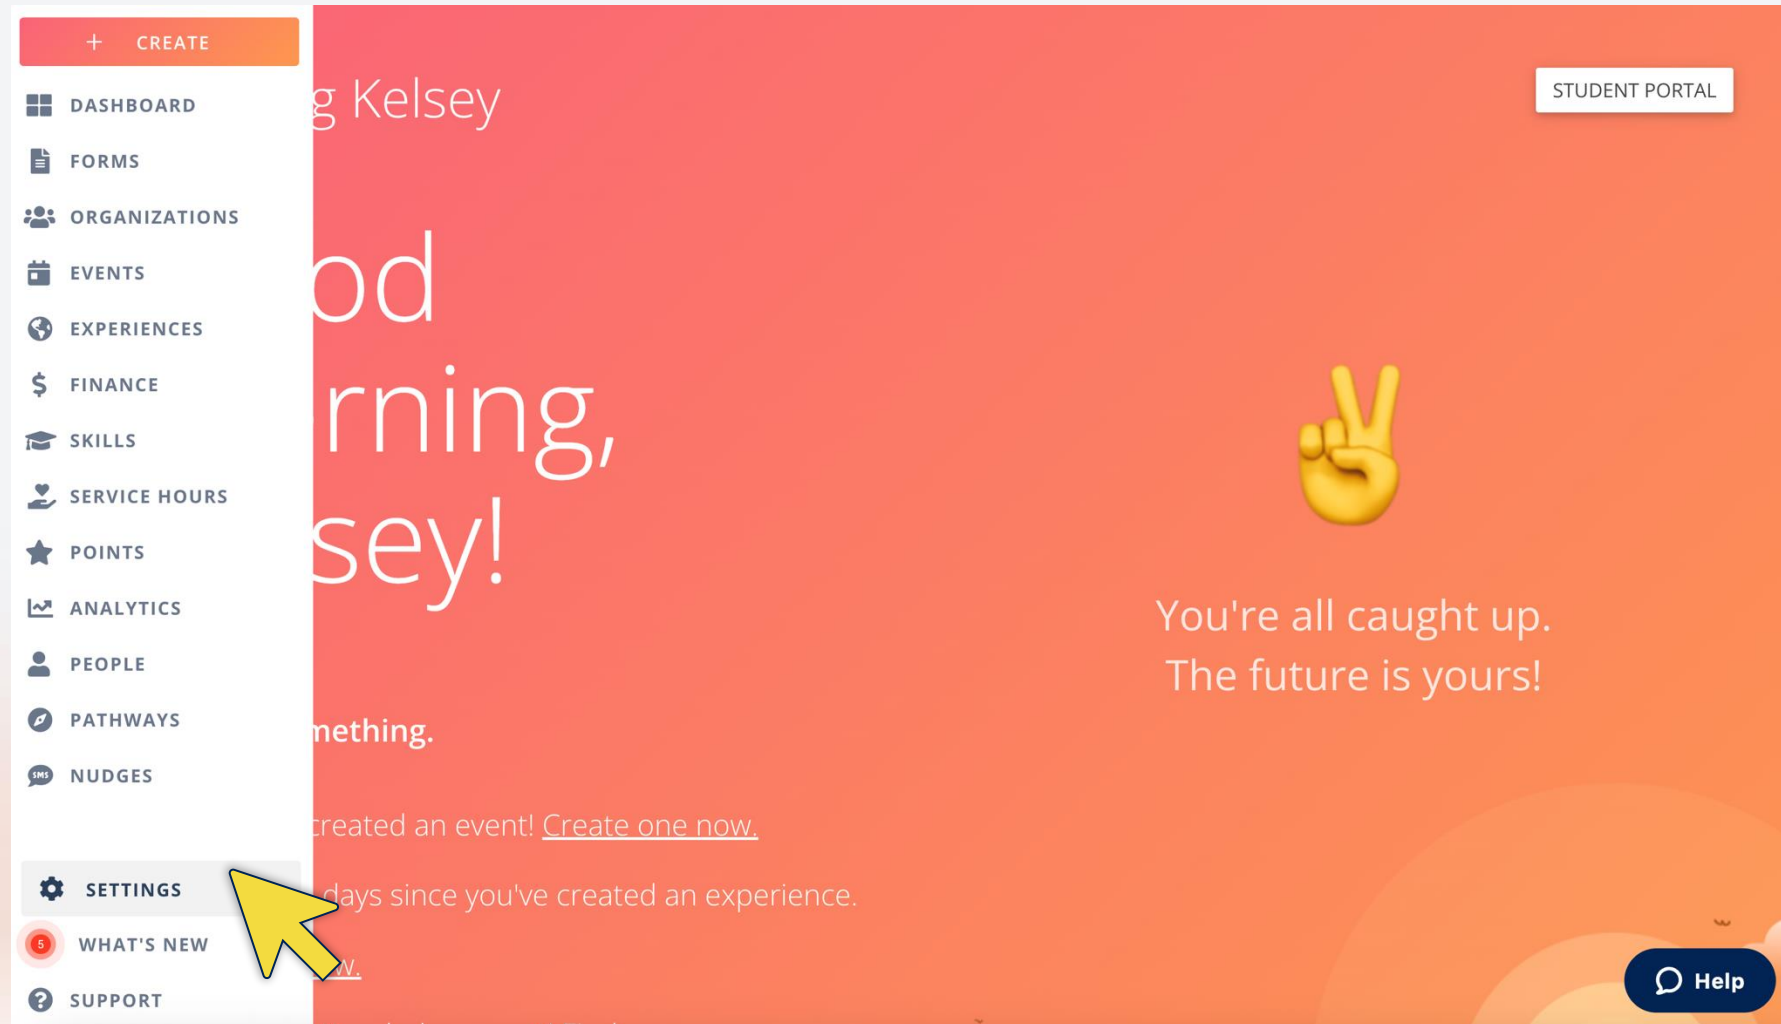 + CREATE
DASHBOARD
FORMS
ORGANIZATIONS
EVENTS
EXPERIENCES
FINANCE
SKILLS
SERVICE HOURS
POINTS
ANALYTICS
PEOPLE
PATHWAYS
SMS NUDGES
SETTINGS
5 WHAT'S NEW
SUPPORT
g Kelsey
STUDENT PORTAL
od
rning,
sey!
You're all caught up.
The future is yours!
mething.
created an event! Create one now.
days since you've created an experience.
w.
Help